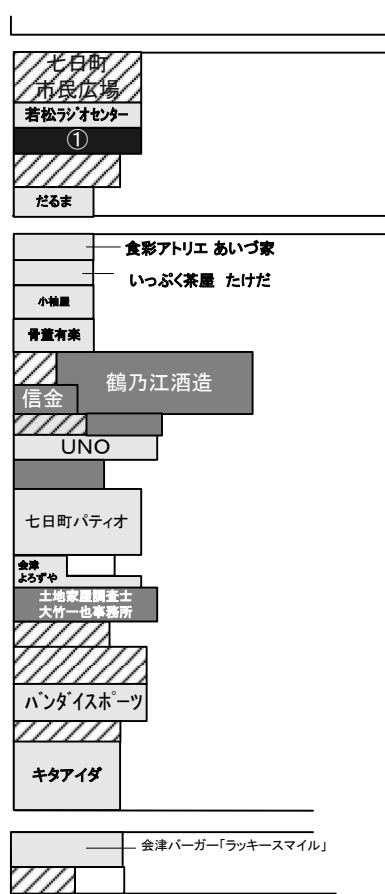 七日町
市民広場
若松ラジオセンター
①
だるま
食彩アトリエ あいづ家
いっぷく茶屋 たけだ
小袖屋
骨董有楽
鶴乃江酒造
信金
UNO
七日町パティオ
会津
よろずや
土地家屋調査士
大竹一也事務所
バンダイスポーツ
キタアイダ
会津バーガー「ラッキースマイル」